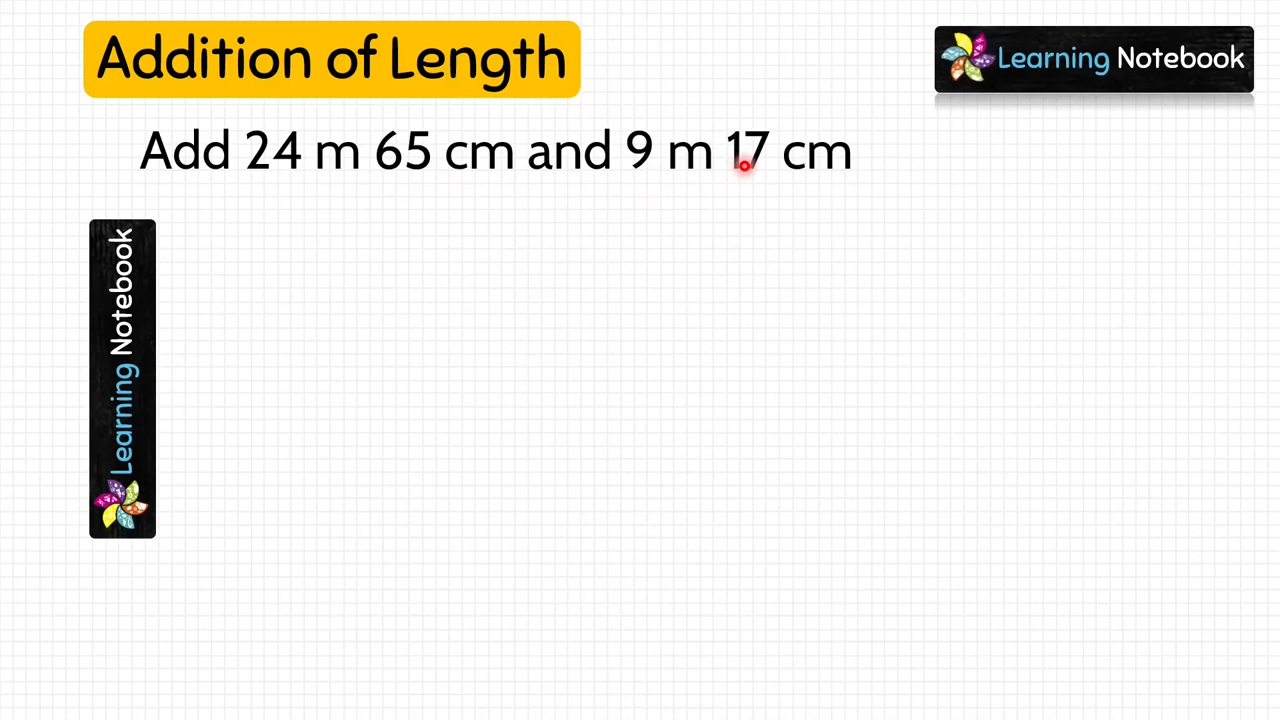 Addition of Length
Learning Notebook
Add 24 m 65 cm and 9 m 17 cm
Learning Notebook